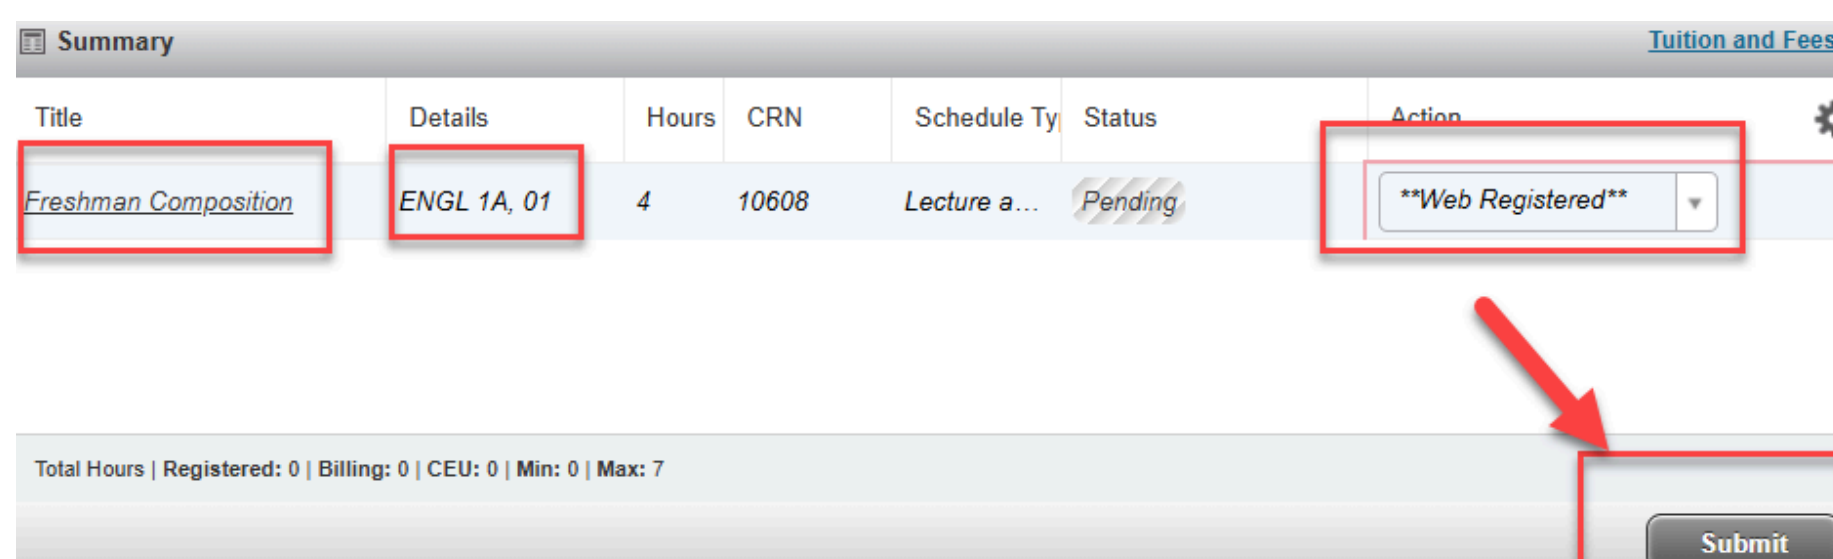 Summary Tuition and Fees
Title Details Hours CRN Schedule Ty Status Action
Freshman Composition ENGL 1A, 01 4 10608 Lecture a... Pending **Web Registered**
Total Hours | Registered: 0 | Billing: 0 | CEU: 0 | Min: 0 | Max: 7
Submit